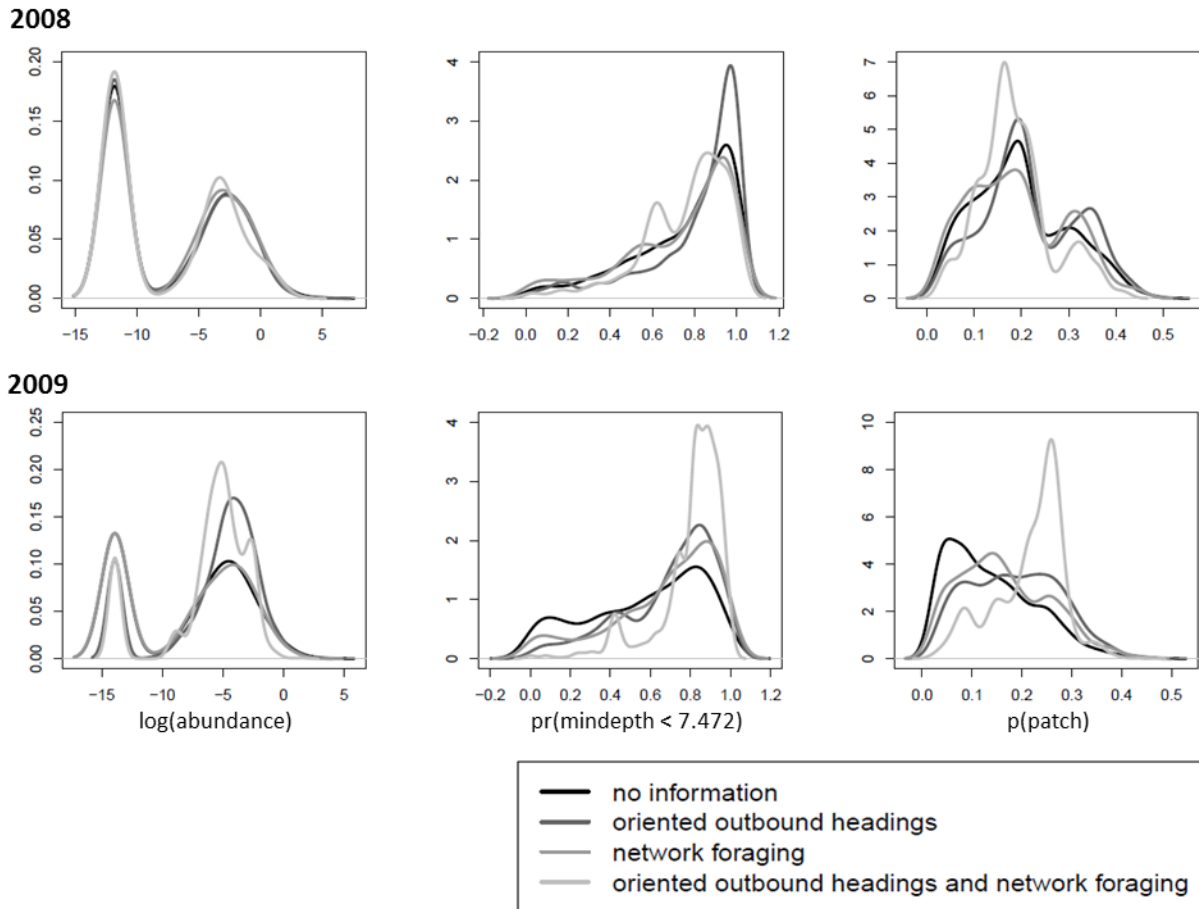 2008
0.20
0.15
0.10
0.05
0.00
−15 −10 −5 0 5
4
3
2
1
0
−0.2 0.0 0.2 0.4 0.6 0.8 1.0 1.2
7
6
5
4
3
2
1
0
0.0 0.1 0.2 0.3 0.4 0.5
2009
0.25
0.20
0.15
0.10
0.05
0.00
−15 −10 −5 0 5
log(abundance)
4
3
2
1
0
−0.2 0.0 0.2 0.4 0.6 0.8 1.0 1.2
pr(mindepth < 7.472)
10
8
6
4
2
0
0.0 0.1 0.2 0.3 0.4 0.5
p(patch)
no information
oriented outbound headings
network foraging
oriented outbound headings and network foraging